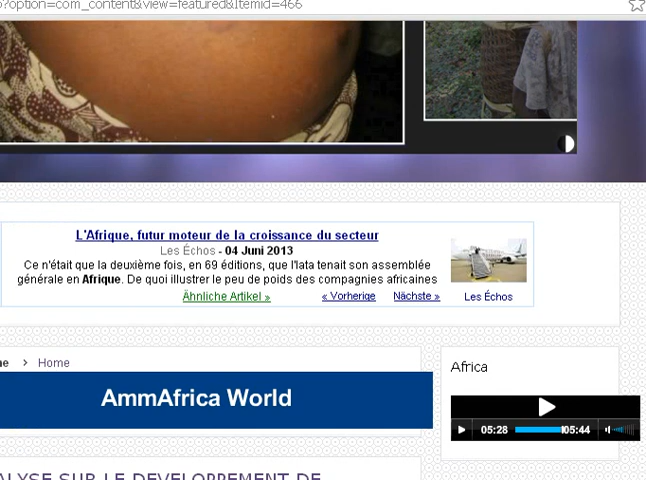 ?option=com_content&view=featured&Itemid=466
L'Afrique, futur moteur de la croissance du secteur
Les Échos - 04 Juni 2013
Ce n'était que la deuxième fois, en 69 éditions, que l'Iata tenait son assemblée
générale en Afrique. De quoi illustrer le peu de poids des compagnies africaines
Ähnliche Artikel »
« Vorherige
Nächste »
Les Échos
Home
Africa
AmmAfrica World
05:28
05:44
ALYSE SUR LE DEVELOPPEMENT DE